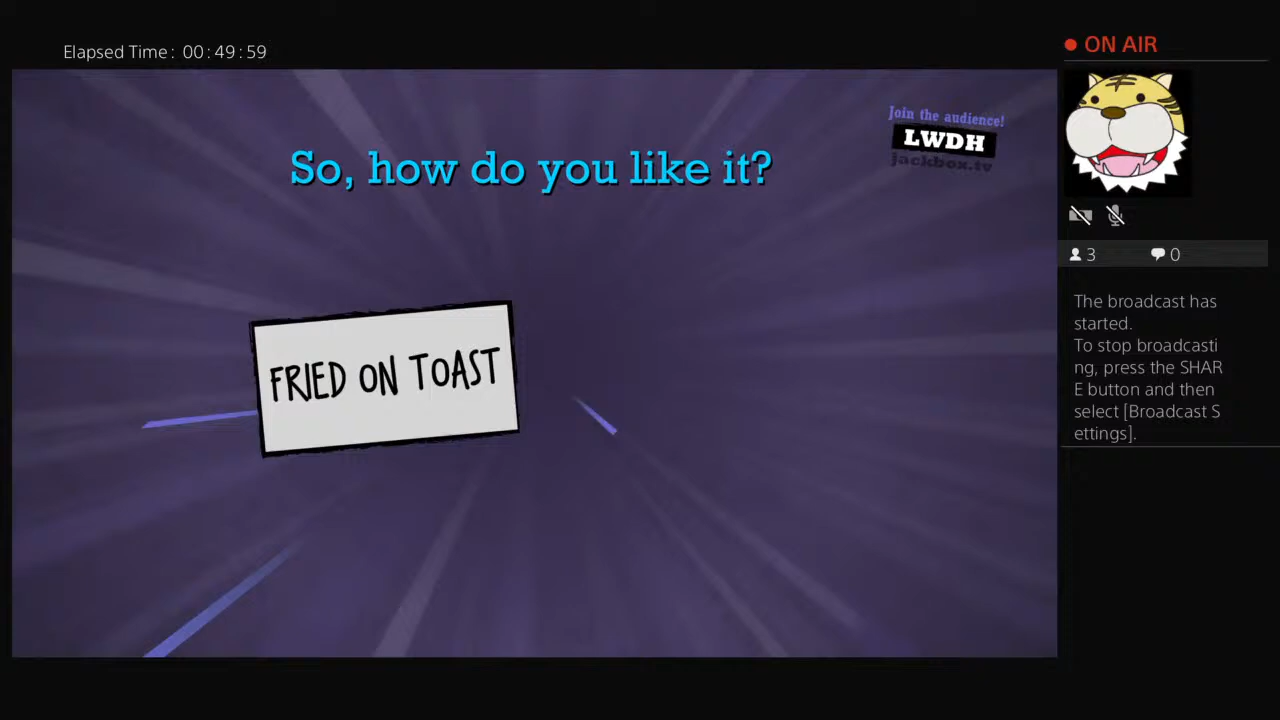 Elapsed Time: 00:49:59
ON AIR
Join the audience!
LWDH
jackbox.tv
So, how do you like it?
FRIED ON TOAST
3
0
The broadcast has
started.
To stop broadcasti
ng, press the SHAR
E button and then
select [Broadcast S
ettings].